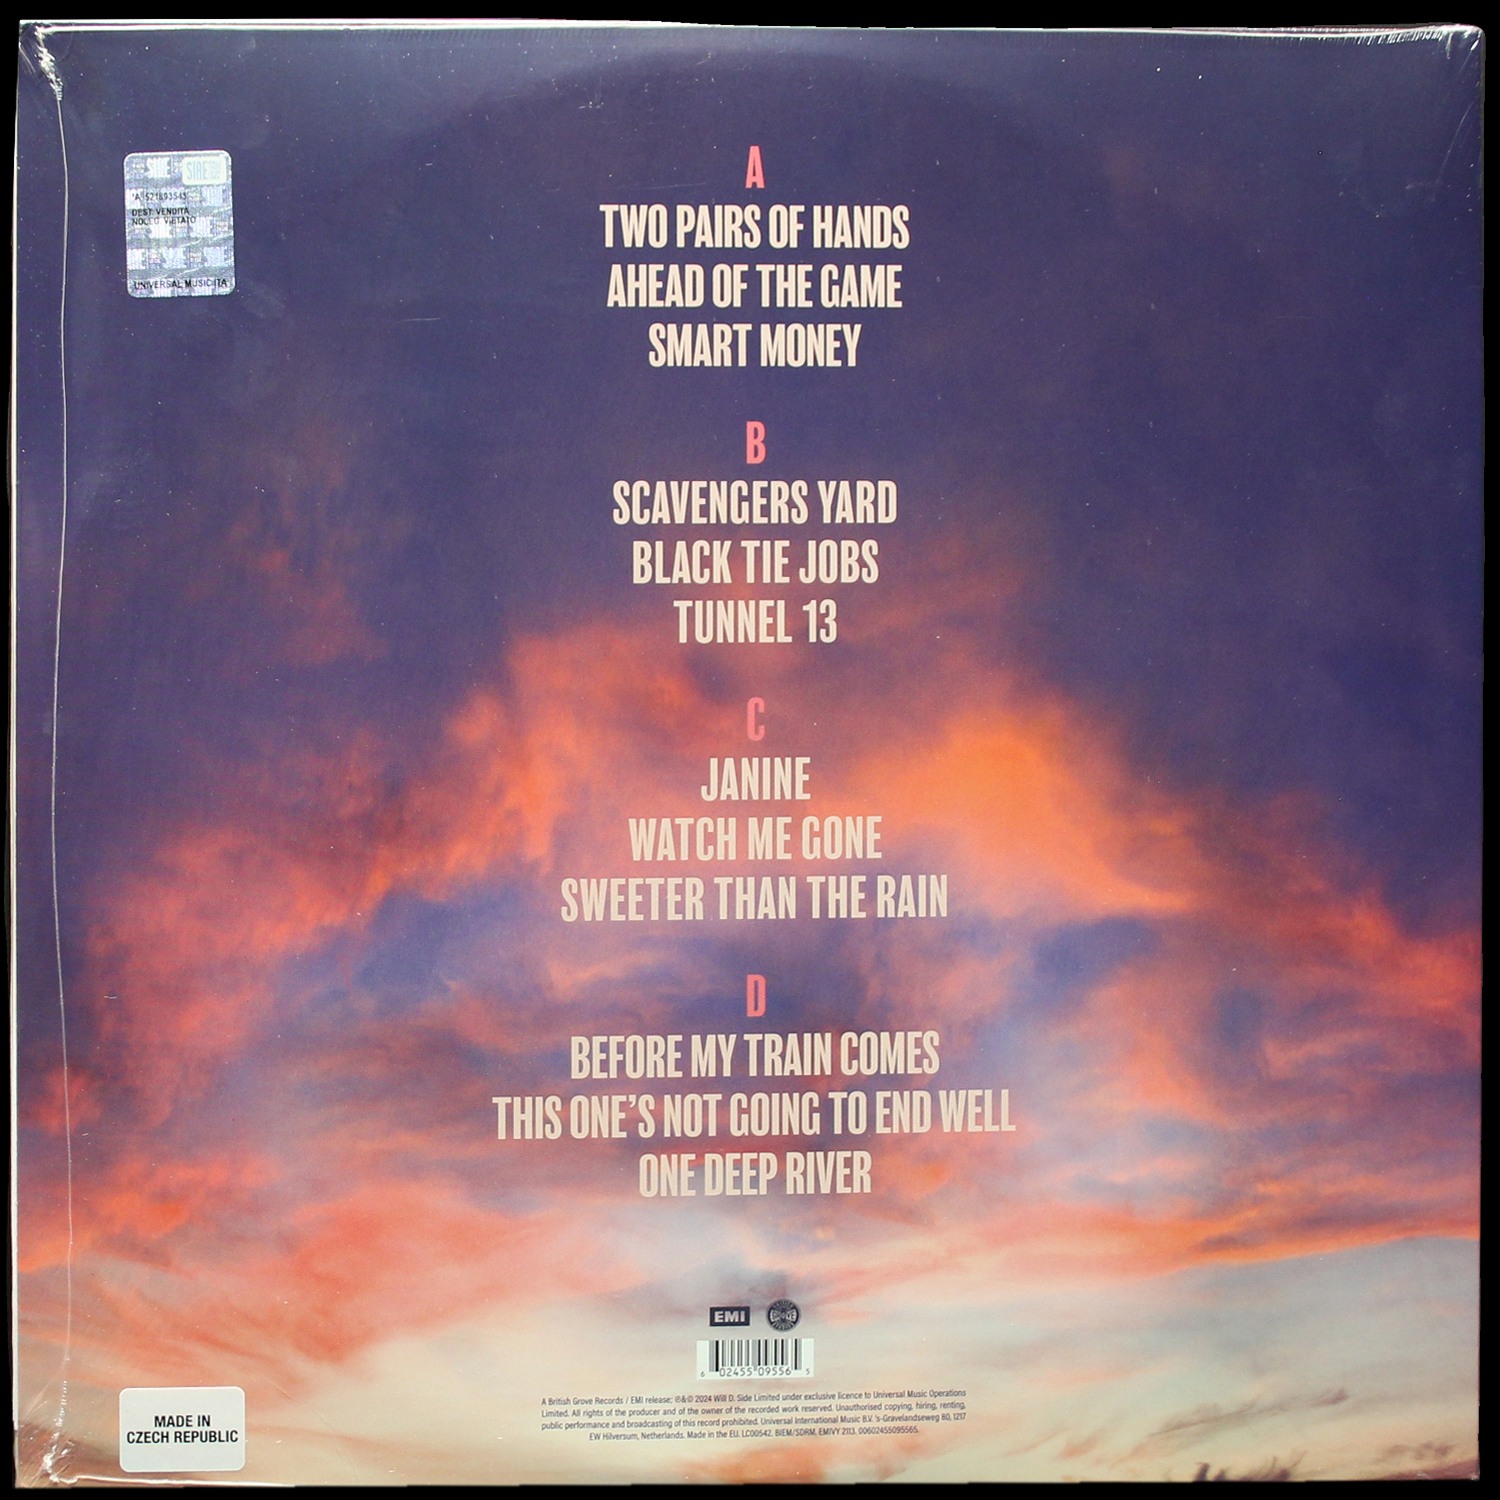 SIAE
*A 521893545
DEST. VENDITA
NOLEG. VIETATO
UNIVERSAL MUSIC ITA
A
TWO PAIRS OF HANDS
AHEAD OF THE GAME
SMART MONEY
B
SCAVENGERS YARD
BLACK TIE JOBS
TUNNEL 13
C
JANINE
WATCH ME GONE
SWEETER THAN THE RAIN
D
BEFORE MY TRAIN COMES
THIS ONE'S NOT GOING TO END WELL
ONE DEEP RIVER
EMI
6 02455 09556 5
A British Grove Records / EMI release; ℗&© 2024 Will D. Side Limited under exclusive licence to Universal Music Operations
Limited. All rights of the producer and of the owner of the recorded work reserved. Unauthorised copying, hiring, renting,
public performance and broadcasting of this record prohibited. Universal International Music B.V. 's-Gravelandseweg 80, 1217
EW Hilversum, Netherlands. Made in the EU. LC00542. BIEM/SDRM. EMIVY 2113. 00602455095565.
MADE IN
CZECH REPUBLIC